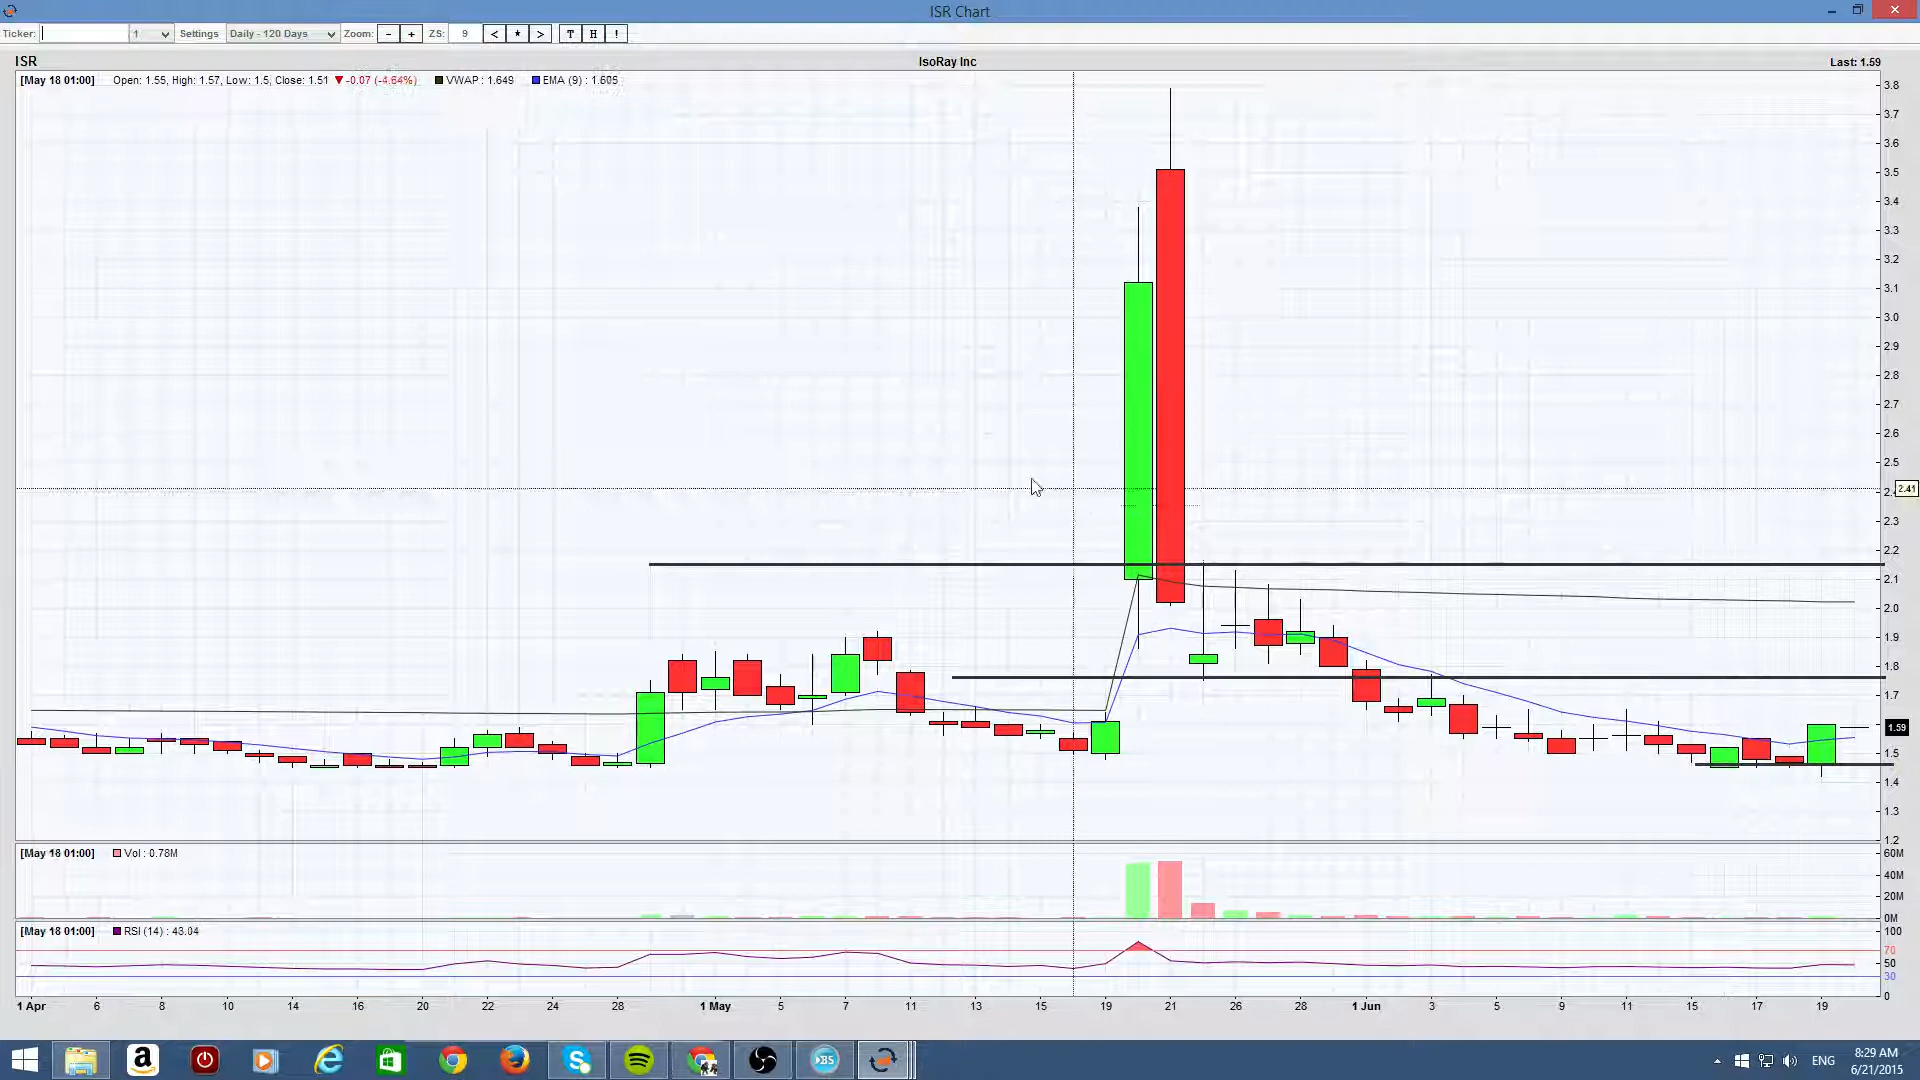 ISR Chart
Ticker: 1 Settings Daily - 120 Days Zoom: - + ZS: 9 < * > T H !
ISR IsoRay Inc Last: 1.59
[May 18 01:00] Open: 1.55, High: 1.57, Low: 1.5, Close: 1.51 ▼ -0.07 (-4.64%) VWAP : 1.649 EMA (9) : 1.605
3.8
3.7
3.6
3.5
3.4
3.3
3.2
3.1
3.0
2.9
2.8
2.7
2.6
2.5
2.41
2.3
2.2
2.1
2.0
1.9
1.8
1.7
1.59
1.5
1.4
1.3
1.2
[May 18 01:00] Vol : 0.78M
60M
40M
20M
0M
[May 18 01:00] RSI (14) : 43.04
100
70
50
30
0
1 Apr 6 8 10 14 16 20 22 24 28 1 May 5 7 11 13 15 19 21 26 28 1 Jun 3 5 9 11 15 17 19
ENG
8:29 AM
6/21/2015